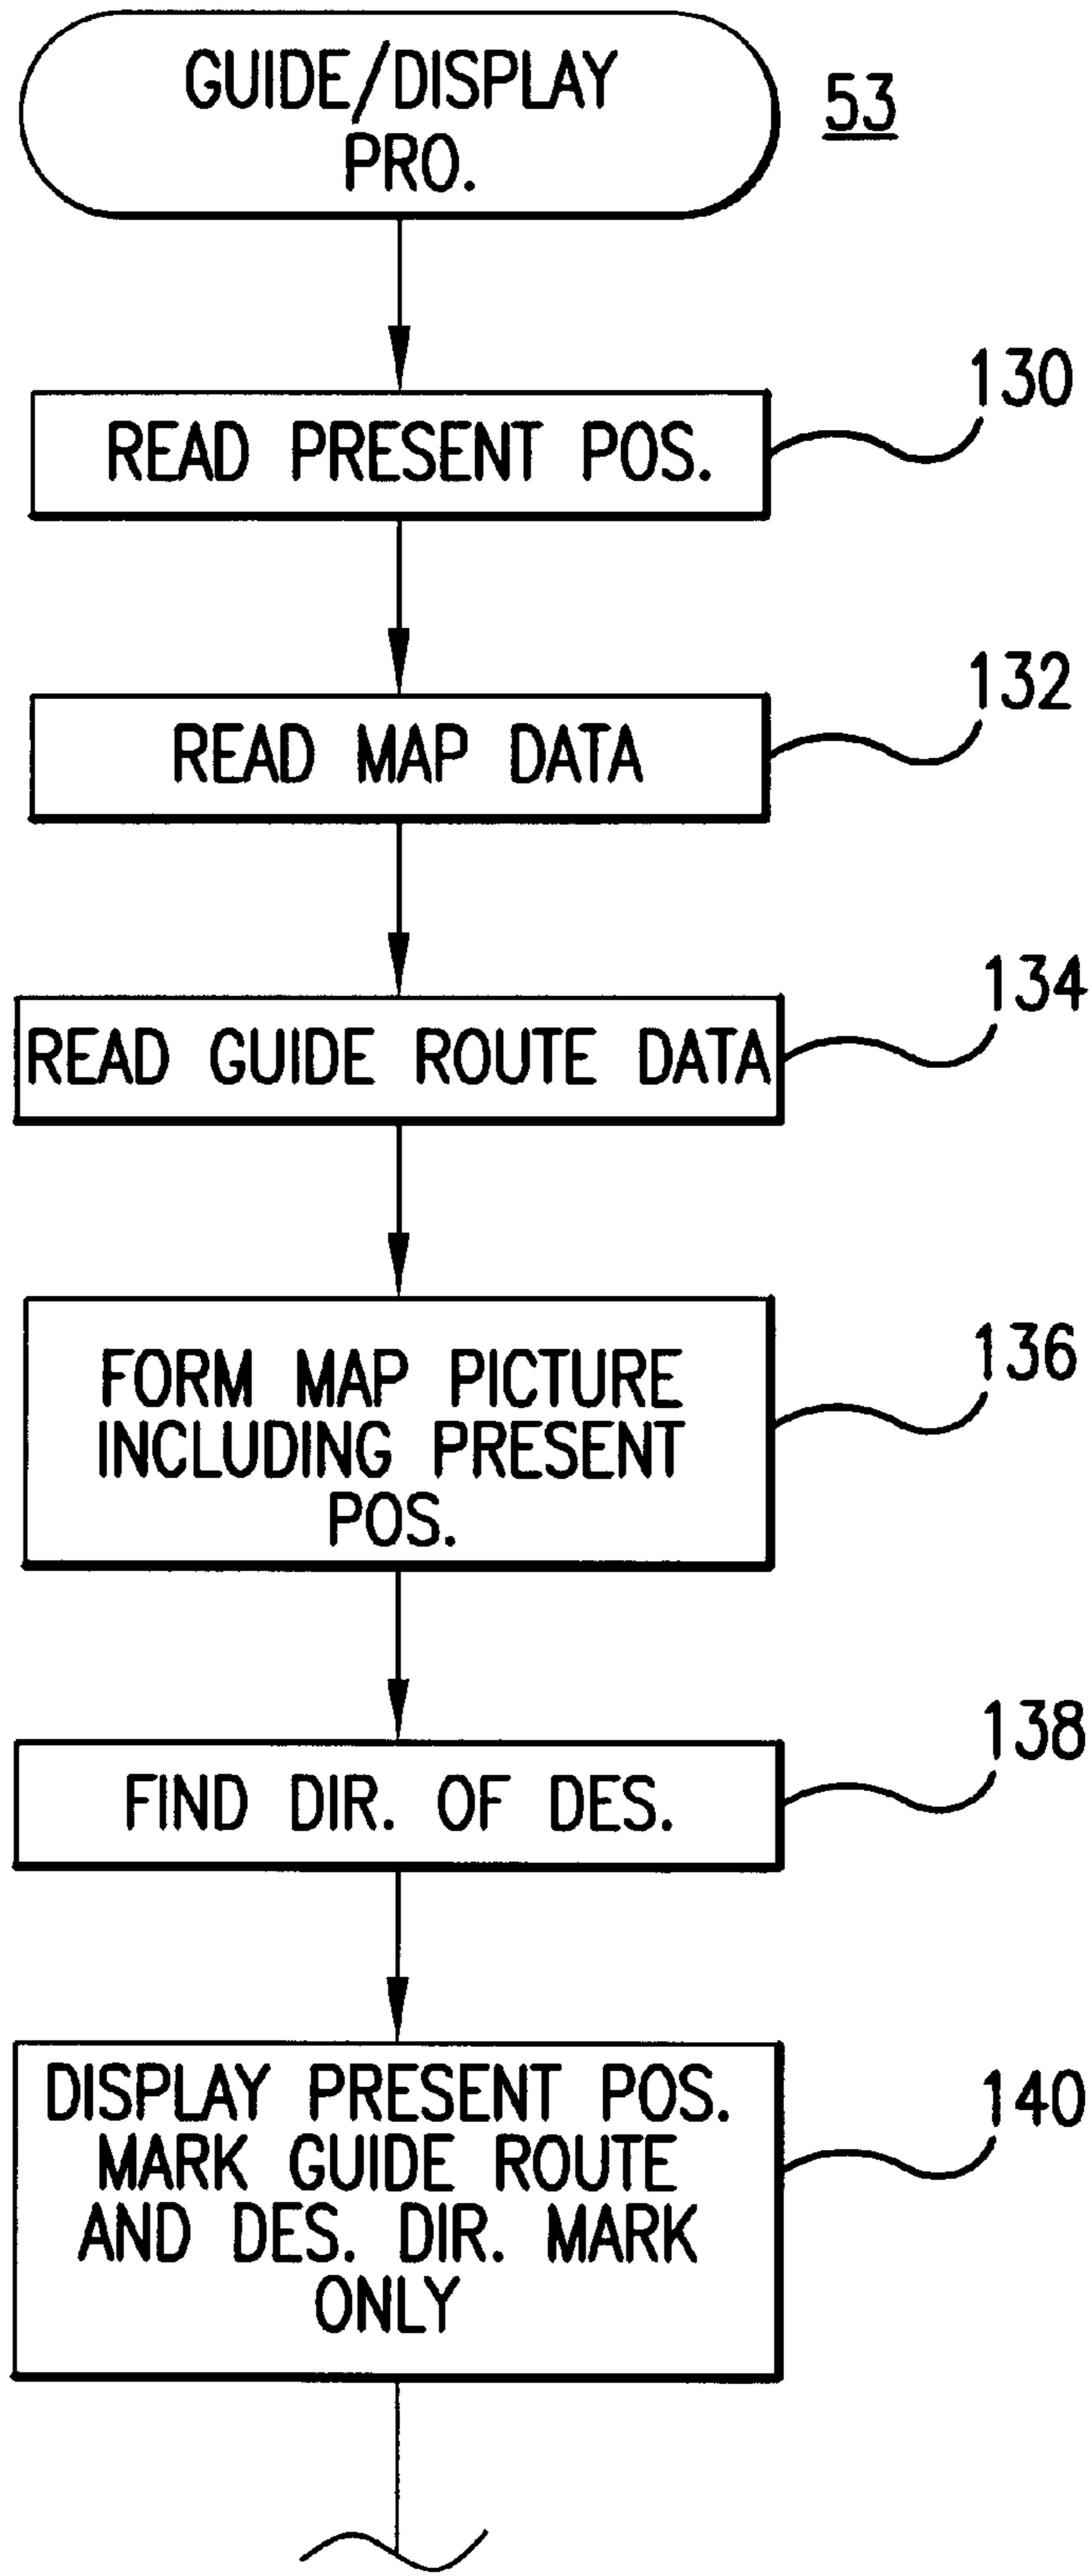 GUIDE/DISPLAY
PRO.
53
READ PRESENT POS.
130
READ MAP DATA
132
READ GUIDE ROUTE DATA
134
FORM MAP PICTURE
INCLUDING PRESENT
POS.
136
FIND DIR. OF DES.
138
DISPLAY PRESENT POS.
MARK GUIDE ROUTE
AND DES. DIR. MARK
ONLY
140